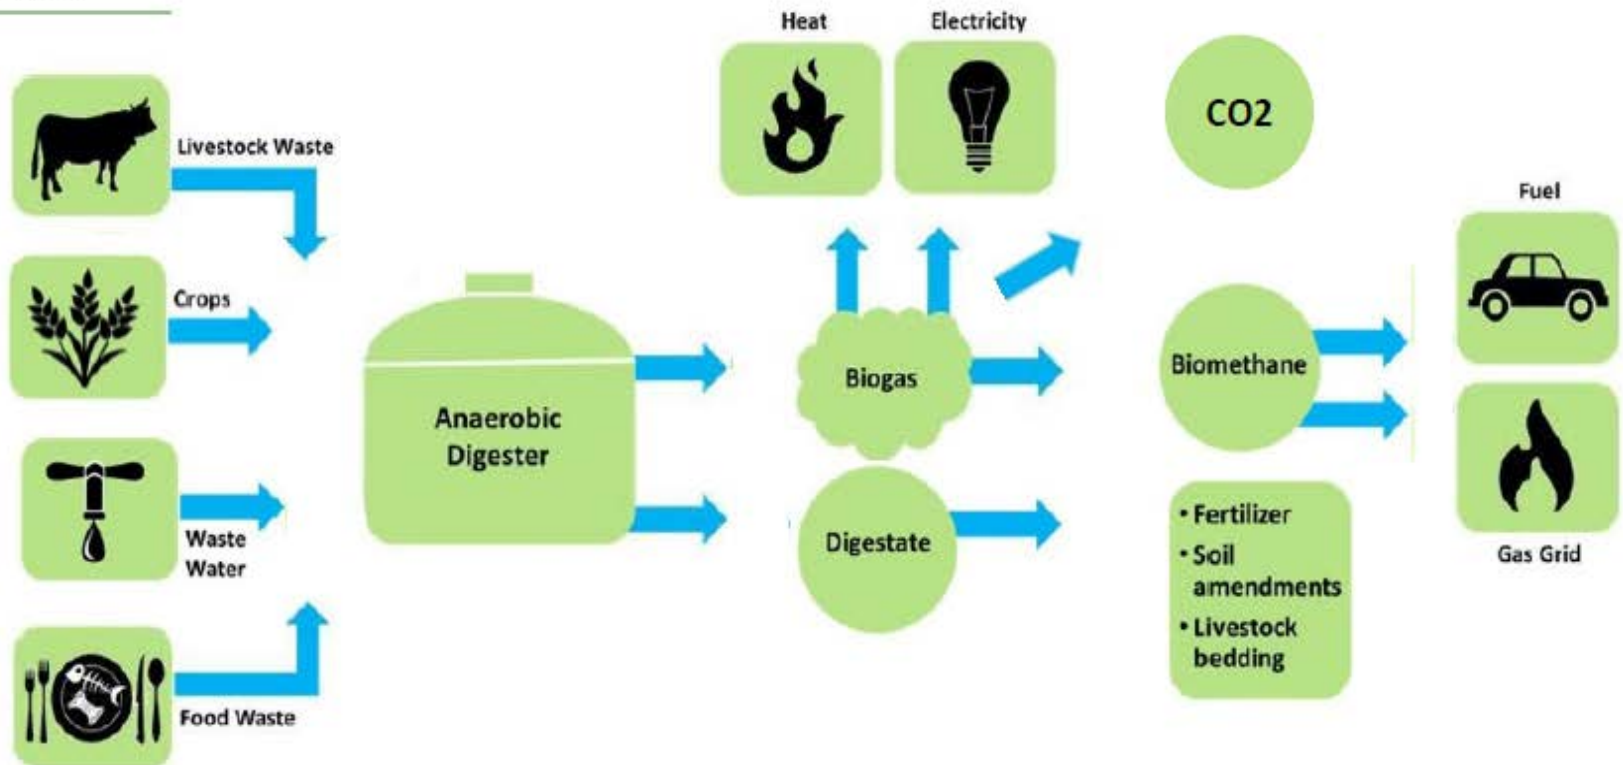 Heat
Electricity
CO2
Livestock Waste
Fuel
Crops
Anaerobic
Digester
Biogas
Biomethane
Waste
Water
Digestate
• Fertilizer
• Soil
amendments
• Livestock
bedding
Gas Grid
Food Waste